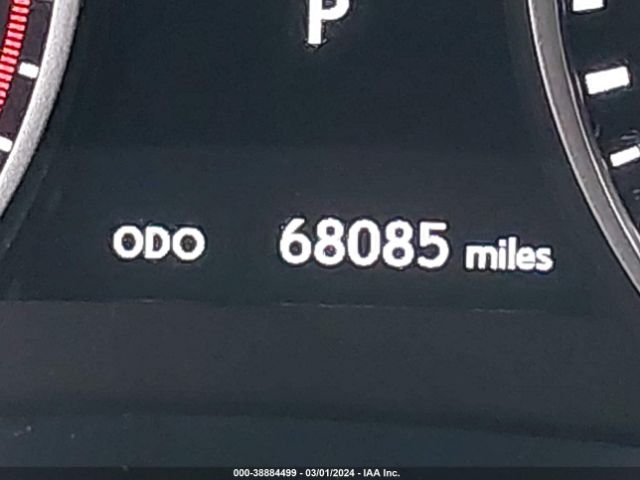 P
ODO 68085 miles
000-38884499 - 03/01/2024 - IAA Inc.